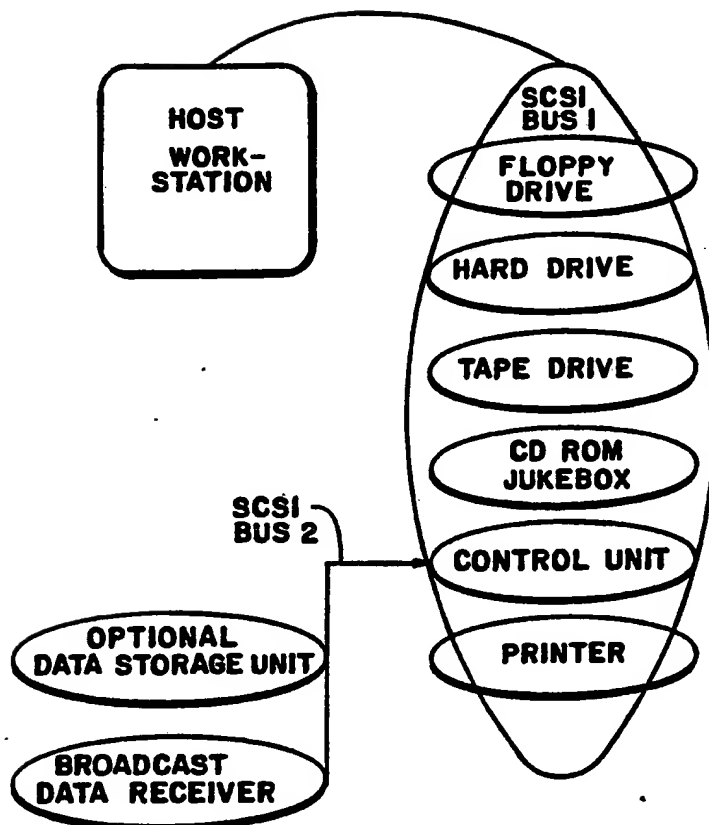 HOST
WORK-
STATION
SCSI
BUS 1
FLOPPY
DRIVE
HARD DRIVE
TAPE DRIVE
CD ROM
JUKEBOX
SCSI
BUS 2
CONTROL UNIT
OPTIONAL
DATA STORAGE UNIT
PRINTER
BROADCAST
DATA RECEIVER